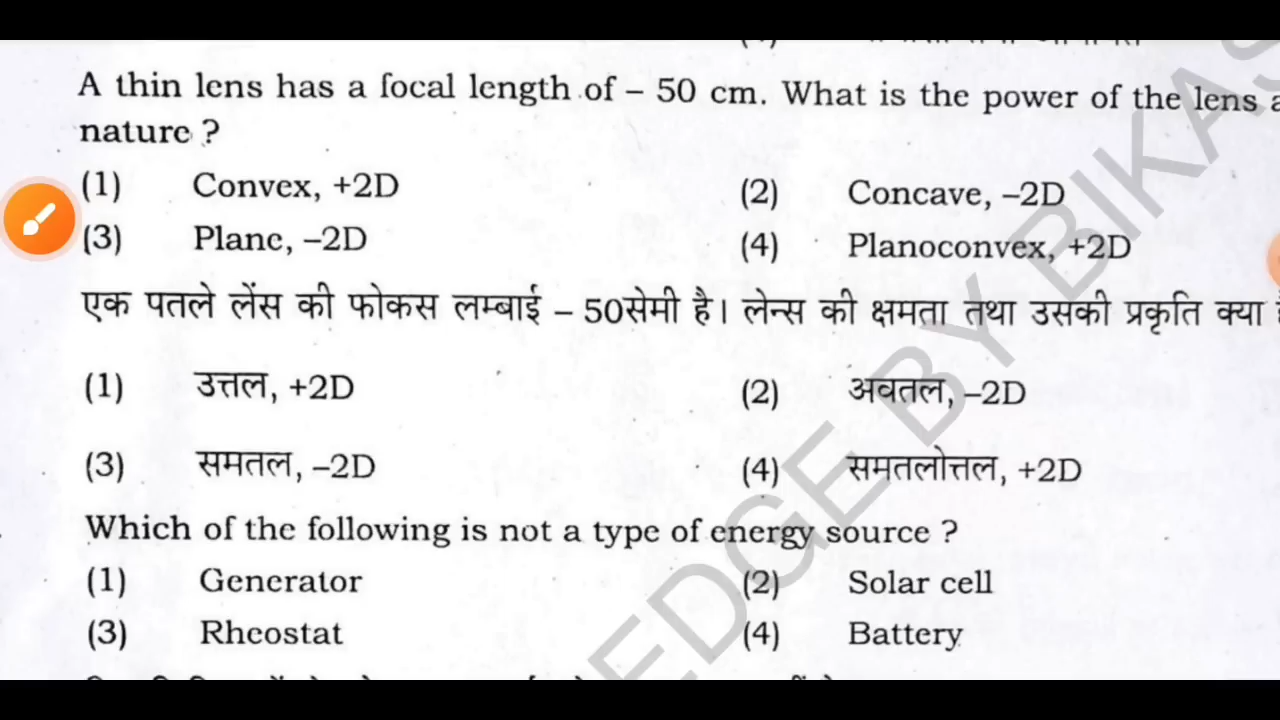 A thin lens has a focal length of – 50 cm. What is the power of the lens
nature ?
(1) Convex, +2D (2) Concave, –2D
(3) Plane, –2D (4) Planoconvex, +2D
एक पतले लेंस की फोकस लम्बाई – 50सेमी है। लेन्स की क्षमता तथा उसकी प्रकृति क्या
(1) उत्तल, +2D (2) अवतल, –2D
(3) समतल, –2D (4) समतलोत्तल, +2D
Which of the following is not a type of energy source ?
(1) Generator (2) Solar cell
(3) Rheostat (4) Battery
EDGE BY BIKAS